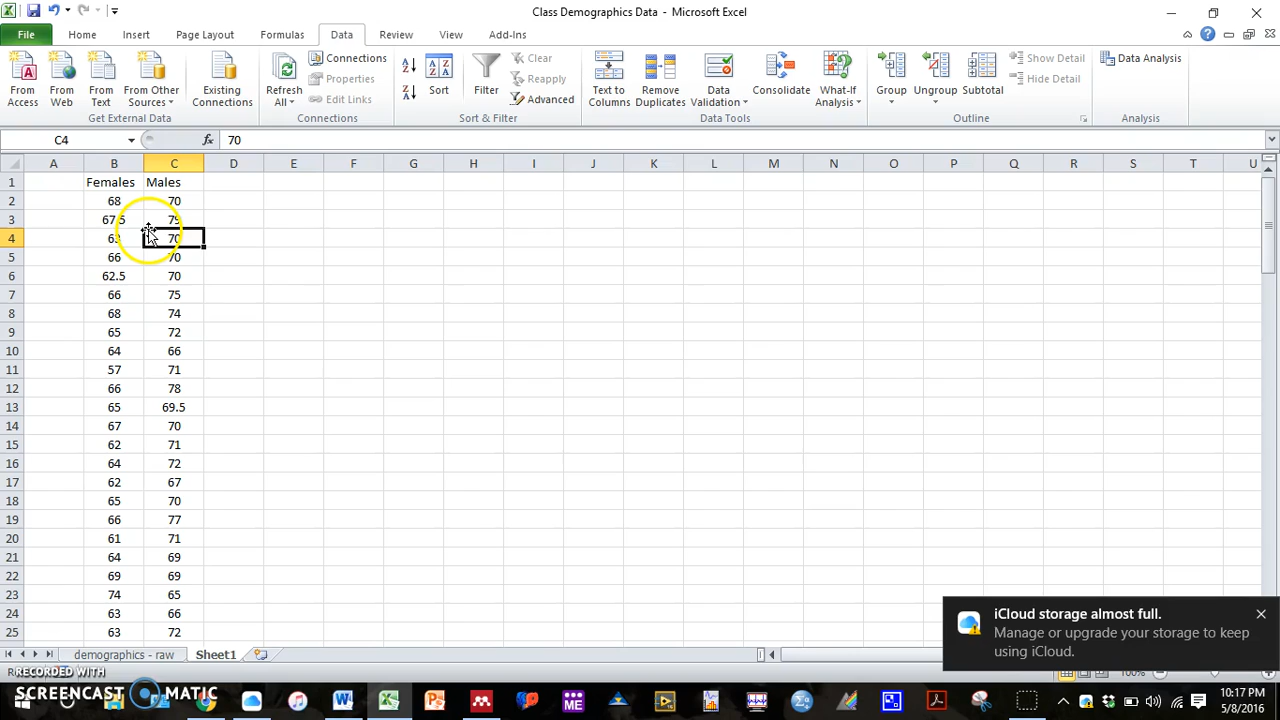 Class Demographics Data - Microsoft Excel
File Home Insert Page Layout Formulas Data Review View Add-Ins
From Access
From Web
From Text
From Other Sources
Existing Connections
Get External Data
Refresh All
Connections
Properties
Edit Links
Connections
Sort
Filter
Clear
Reapply
Advanced
Sort & Filter
Text to Columns
Remove Duplicates
Data Validation
Consolidate
What-If Analysis
Data Tools
Group
Ungroup
Subtotal
Show Detail
Hide Detail
Outline
Data Analysis
Analysis
C4 fx 70
A B C D E F G H I J K L M N O P Q R S T U
1 Females Males
2 68 70
3 67.5 79
4 70
5 66 70
6 62.5 70
7 66 75
8 68 74
9 65 72
10 64 66
11 57 71
12 66 78
13 65 69.5
14 67 70
15 62 71
16 64 72
17 62 67
18 65 70
19 66 77
20 61 71
21 64 69
22 69 69
23 74 65
24 63 66
25 63 72
iCloud storage almost full.
Manage or upgrade your storage to keep
using iCloud.
demographics - raw Sheet1
RECORDED WITH
SCREENCAST MATIC
100%
ME
10:17 PM
5/8/2016